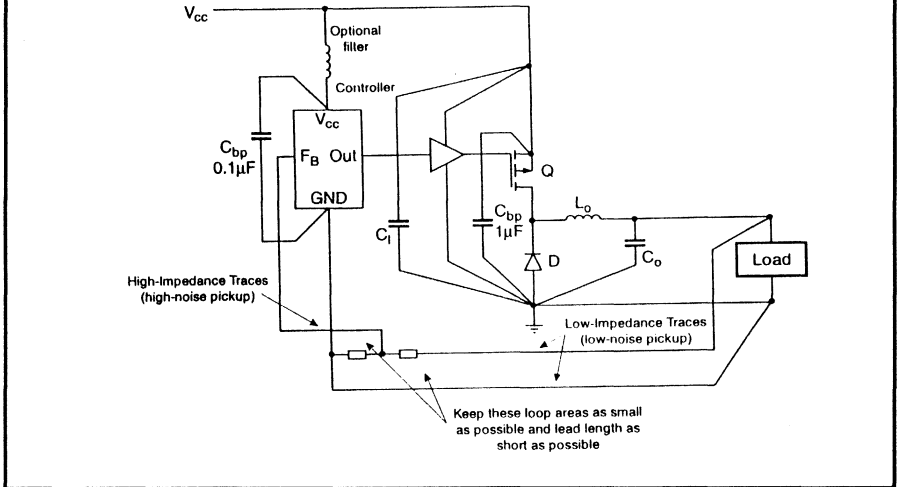 Vcc
Optional
filter
Controller
Vcc
Cbp
0.1µF
FB Out
GND
Q
Cbp
1µF
CI
Lo
D
Co
Load
High-Impedance Traces
(high-noise pickup)
Low-Impedance Traces
(low-noise pickup)
Keep these loop areas as small
as possible and lead length as
short as possible